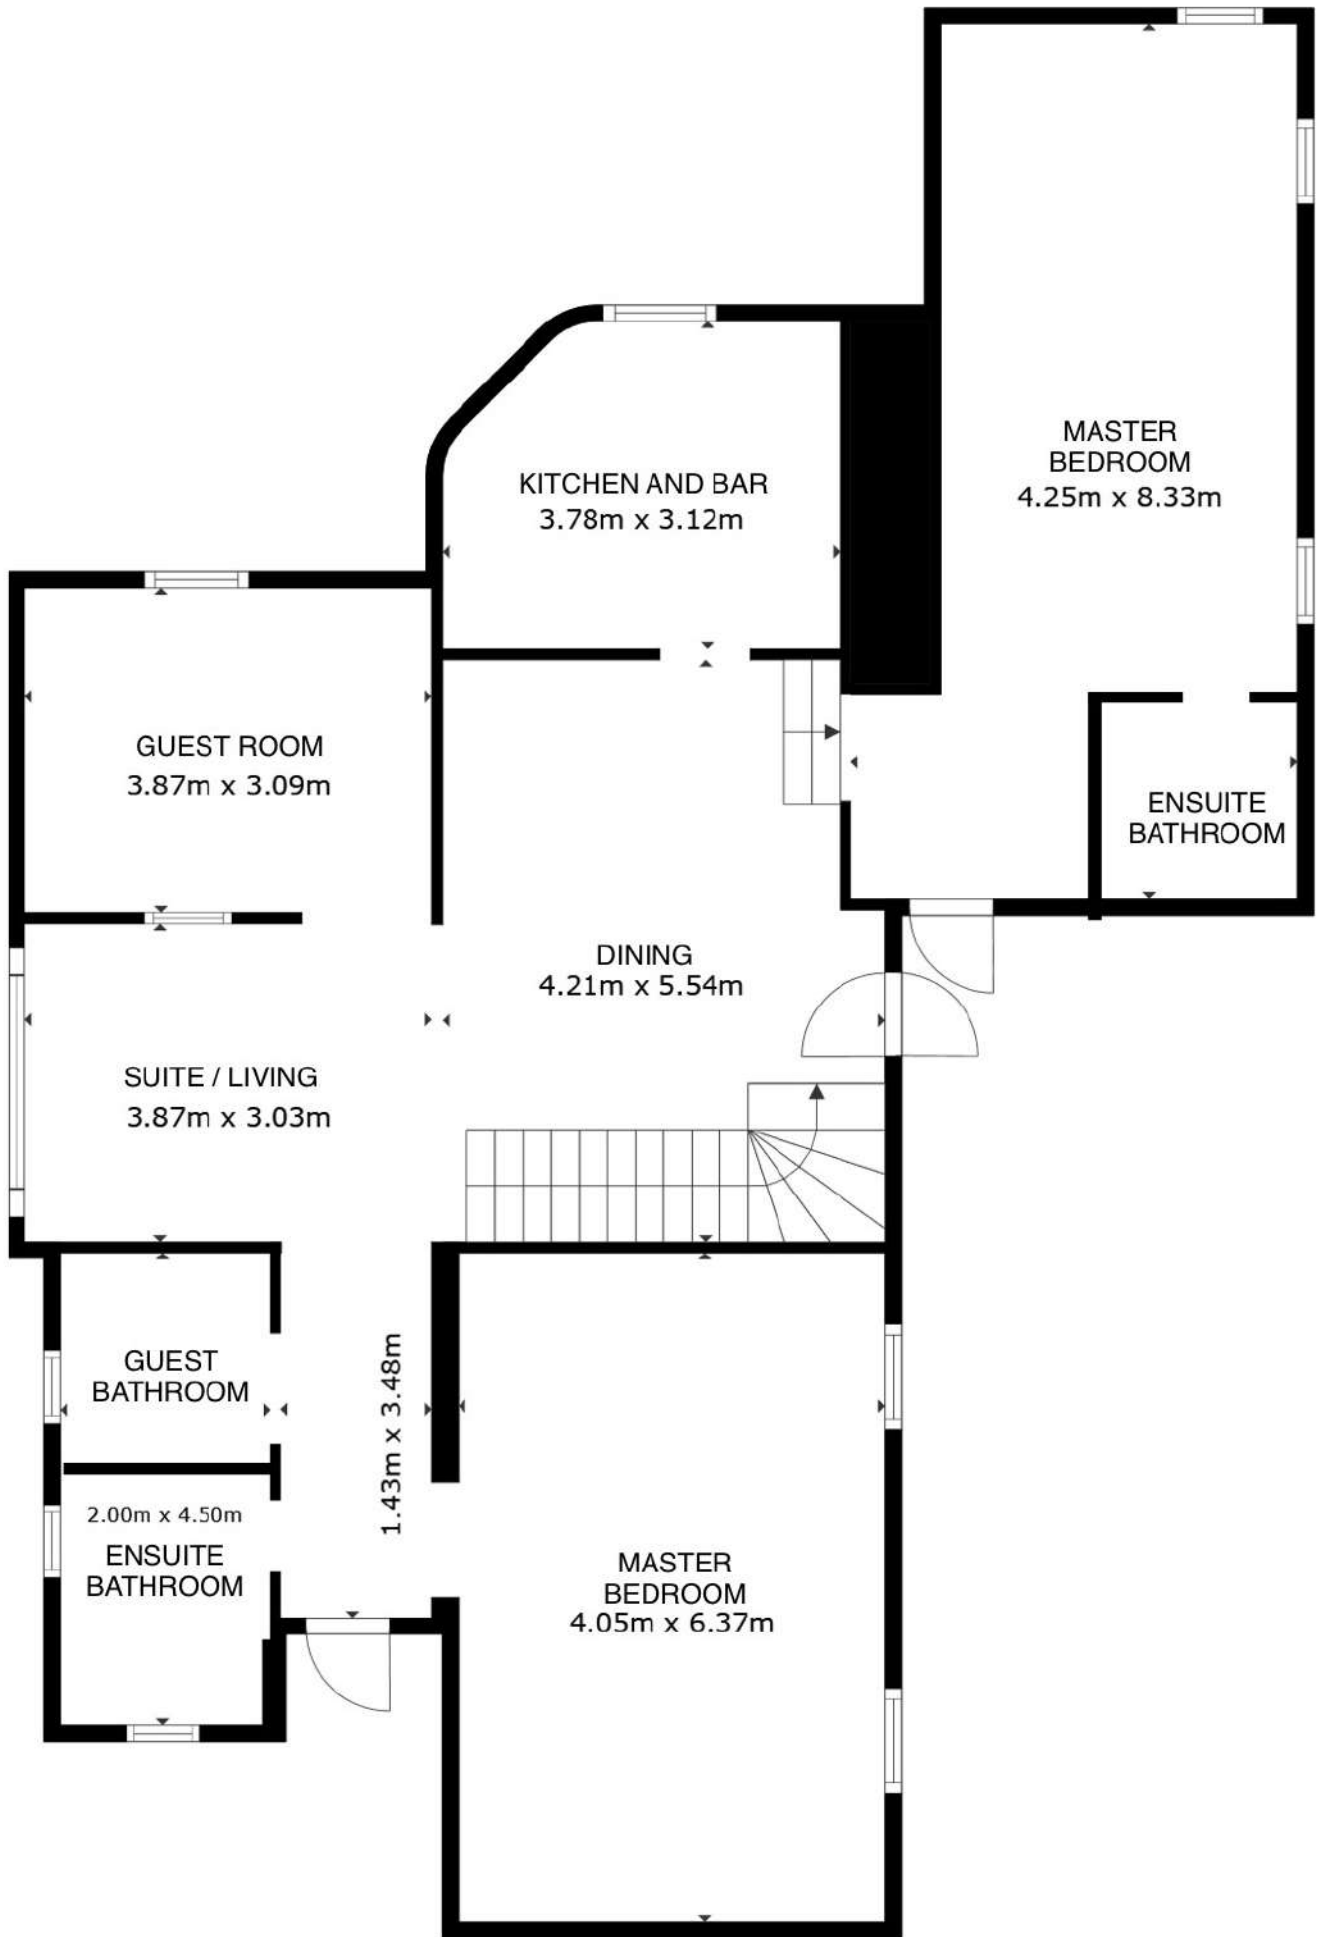 MASTER
BEDROOM
4.25m x 8.33m
KITCHEN AND BAR
3.78m x 3.12m
GUEST ROOM
3.87m x 3.09m
ENSUITE
BATHROOM
DINING
4.21m x 5.54m
SUITE / LIVING
3.87m x 3.03m
GUEST
BATHROOM
1.43m x 3.48m
2.00m x 4.50m
ENSUITE
BATHROOM
MASTER
BEDROOM
4.05m x 6.37m